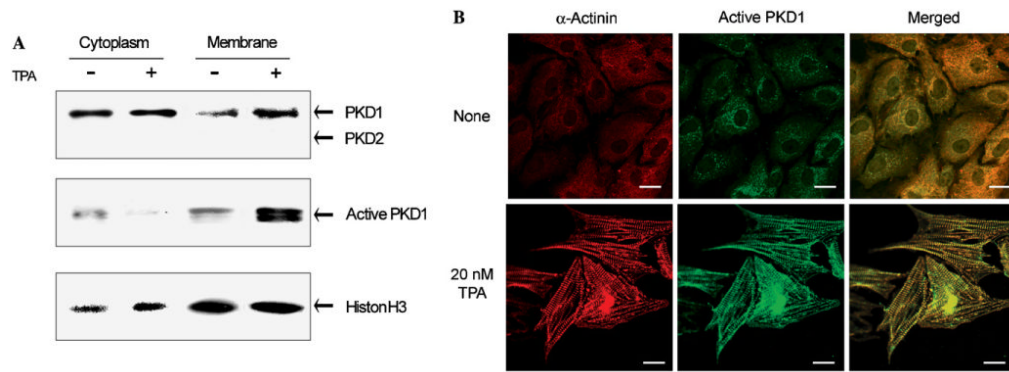 A
Cytoplasm Membrane
TPA - + - +
PKD1
PKD2
Active PKD1
HistonH3
B
α-Actinin Active PKD1 Merged
None
20 nM
TPA